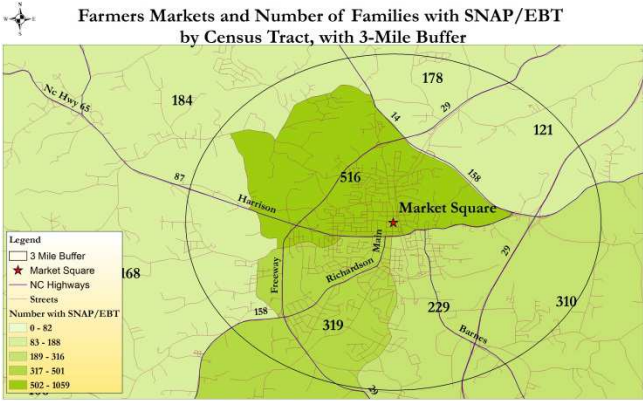 Farmers Markets and Number of Families with SNAP/EBT
by Census Tract, with 3-Mile Buffer
N
W
E
S
178
184
Nc Hwy 65
29
14
121
87
516
158
Harrison
Market Square
Main
Legend
3 Mile Buffer
Market Square
NC Highways
Streets
Number with SNAP/EBT
0 - 82
83 - 188
189 - 316
317 - 501
502 - 1059
168
Freeway
Richardson
29
158
319
229
310
Barnes
29